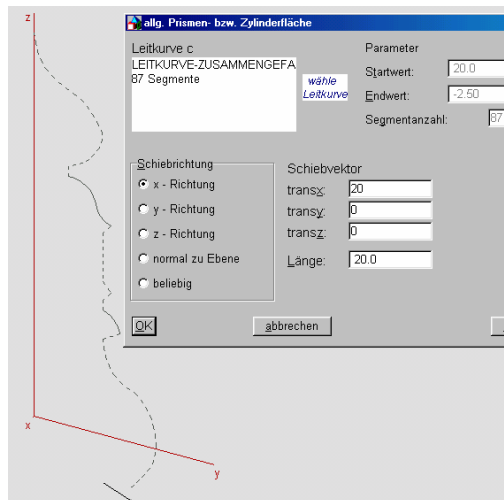 z
allg. Prismen- bzw. Zylinderfläche
Leitkurve c
LEITKURVE-ZUSAMMENGEFA
87 Segmente
wähle
Leitkurve
Parameter
Startwert: 20.0
Endwert: -2.50
Segmentanzahl: 87
Schiebrichtung
x - Richtung
y - Richtung
z - Richtung
normal zu Ebene
beliebig
Schiebvektor
transx: 20
transy: 0
transz: 0
Länge: 20.0
OK
abbrechen
x
y